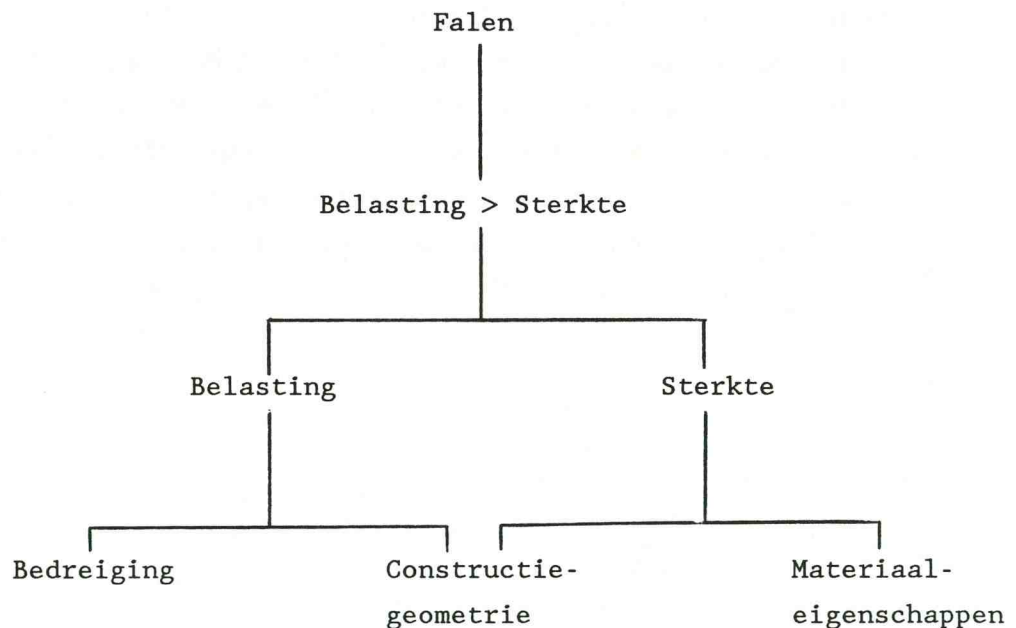 Falen
Belasting > Sterkte
Belasting Sterkte
Bedreiging Constructie- Materiaal-
geometrie eigenschappen